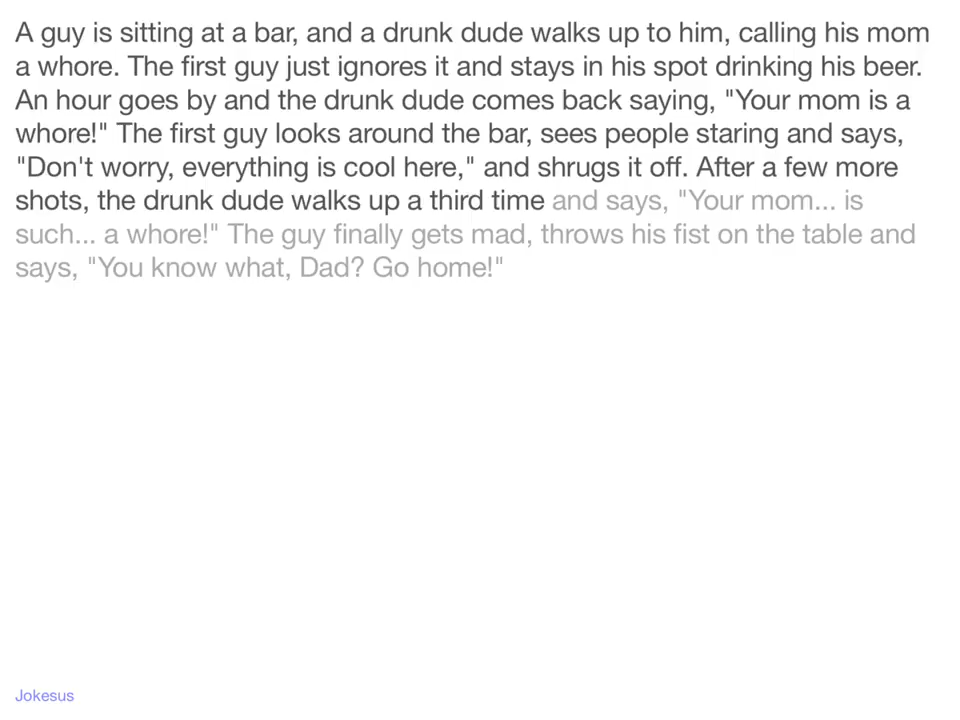 A guy is sitting at a bar, and a drunk dude walks up to him, calling his mom
a whore. The first guy just ignores it and stays in his spot drinking his beer.
An hour goes by and the drunk dude comes back saying, "Your mom is a
whore!" The first guy looks around the bar, sees people staring and says,
"Don't worry, everything is cool here," and shrugs it off. After a few more
shots, the drunk dude walks up a third time and says, "Your mom... is
such... a whore!" The guy finally gets mad, throws his fist on the table and
says, "You know what, Dad? Go home!"
Jokesus